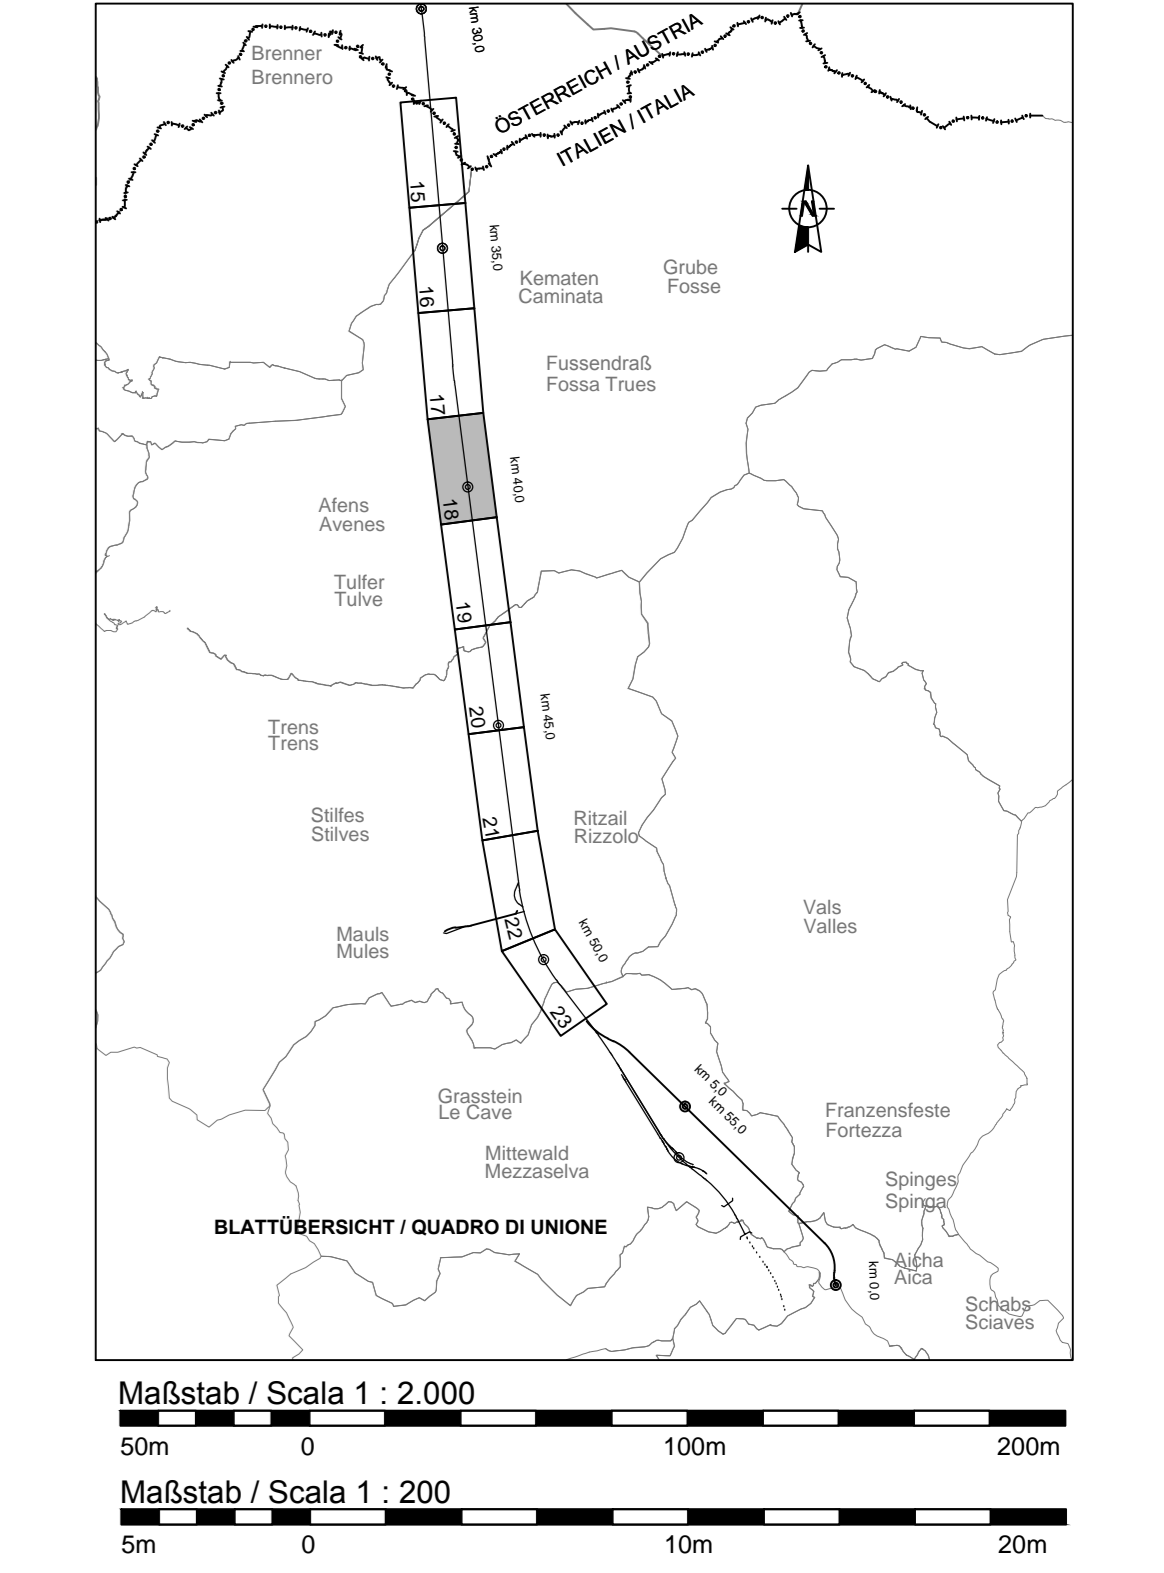 km 30,0
Brenner
Brennero
ÖSTERREICH / AUSTRIA
ITALIEN / ITALIA
15
N
km 35,0
Kematen
Caminata
Grube
Fosse
16
Fussendraß
Fossa Trues
17
km 40,0
Afens
Avenes
18
Tulfer
Tulve
19
Trens
Trens
20
km 45,0
Stilfes
Stilves
21
Ritzail
Rizzolo
Vals
Valles
Mauls
Mules
22
km 50,0
23
Grasstein
Le Cave
km 5,0
km 55,0
Franzensfeste
Fortezza
Mittewald
Mezzaselva
Spinges
Spinga
BLATTÜBERSICHT / QUADRO DI UNIONE
Aicha
Aica
km 0,0
Schabs
Sciaves
Maßstab / Scala 1 : 2.000
50m 0 100m 200m
Maßstab / Scala 1 : 200
5m 0 10m 20m